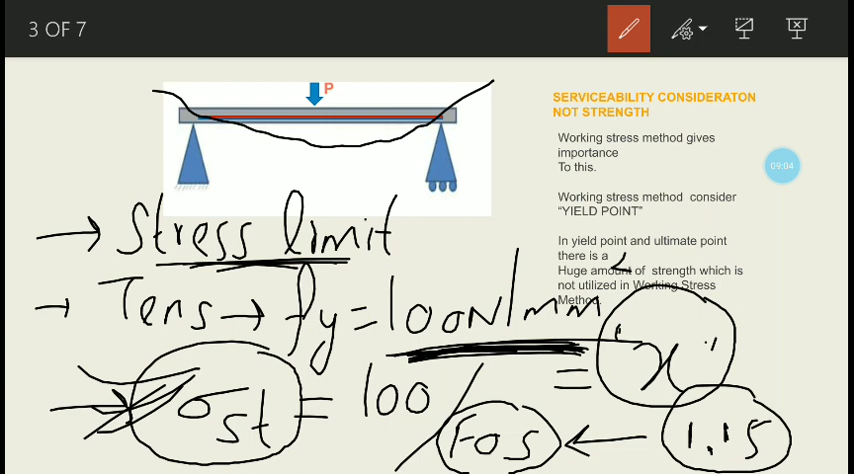 3 OF 7
P
SERVICEABILITY CONSIDERATON
NOT STRENGTH
Working stress method gives
importance
To this.
09:04
Working stress method consider
“YIELD POINT”
In yield point and ultimate point
there is a
Huge amount of strength which is
not utilized in Working Stress
Method.
→ Stress limit
→ Tens → fy = 100N/mm2
→ σst = 100/FOS = "x"
FOS ← 1.15